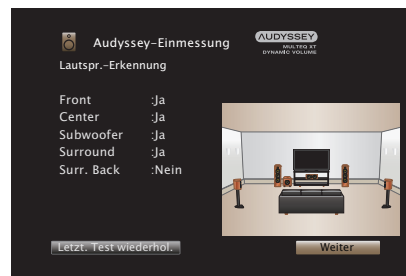 Audyssey-Einmessung
AUDYSSEY
MULTEQ XT
DYNAMIC VOLUME
Lautspr.-Erkennung
Front :Ja
Center :Ja
Subwoofer :Ja
Surround :Ja
Surr. Back :Nein
Letzt. Test wiederhol.
Weiter